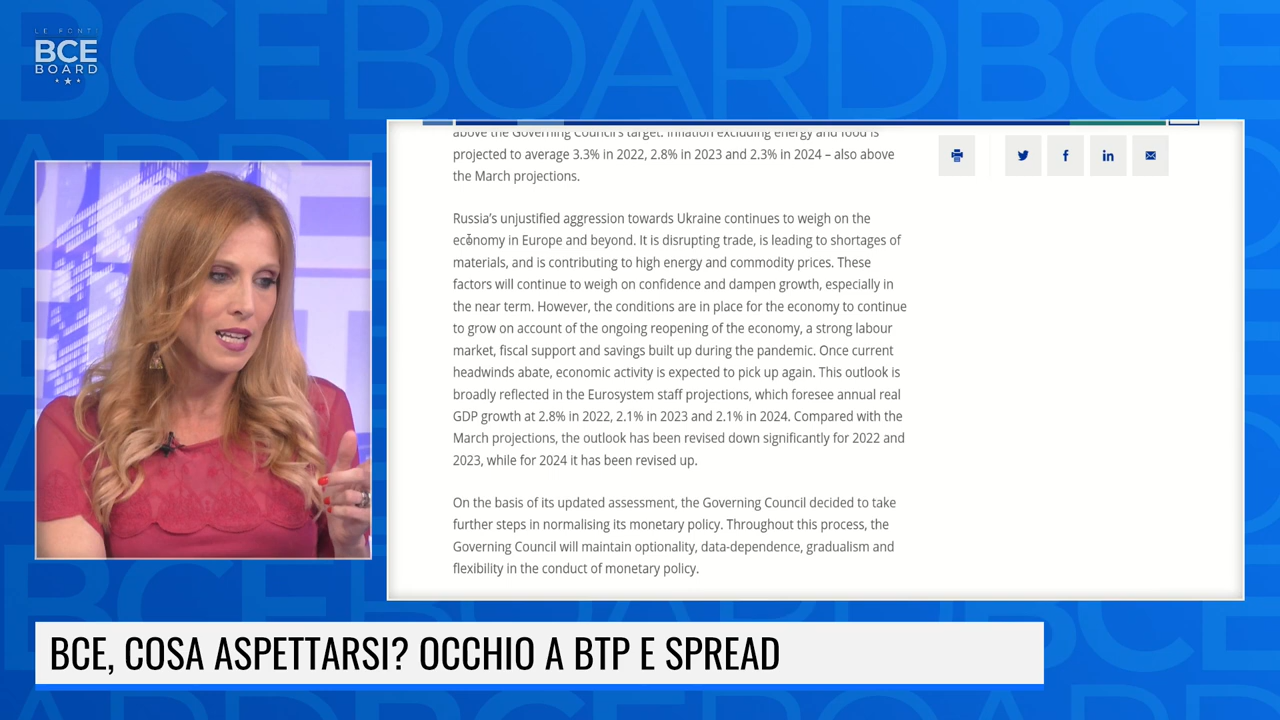 LE FONTI
BCE
BOARD
above the Governing Council's target. Inflation excluding energy and food is
projected to average 3.3% in 2022, 2.8% in 2023 and 2.3% in 2024 – also above
the March projections.
Russia's unjustified aggression towards Ukraine continues to weigh on the
economy in Europe and beyond. It is disrupting trade, is leading to shortages of
materials, and is contributing to high energy and commodity prices. These
factors will continue to weigh on confidence and dampen growth, especially in
the near term. However, the conditions are in place for the economy to continue
to grow on account of the ongoing reopening of the economy, a strong labour
market, fiscal support and savings built up during the pandemic. Once current
headwinds abate, economic activity is expected to pick up again. This outlook is
broadly reflected in the Eurosystem staff projections, which foresee annual real
GDP growth at 2.8% in 2022, 2.1% in 2023 and 2.1% in 2024. Compared with the
March projections, the outlook has been revised down significantly for 2022 and
2023, while for 2024 it has been revised up.
On the basis of its updated assessment, the Governing Council decided to take
further steps in normalising its monetary policy. Throughout this process, the
Governing Council will maintain optionality, data-dependence, gradualism and
flexibility in the conduct of monetary policy.
BCE, COSA ASPETTARSI? OCCHIO A BTP E SPREAD